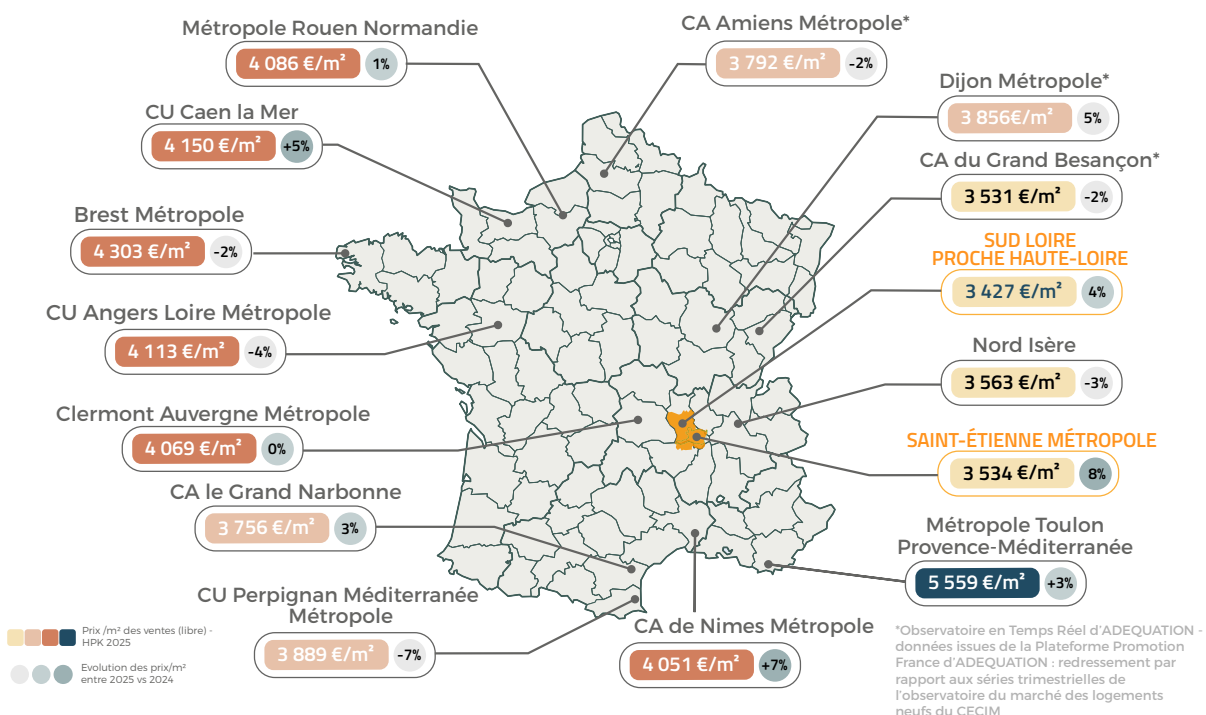 Métropole Rouen Normandie
4 086 €/m²
1%
CA Amiens Métropole*
3 792 €/m²
-2%
Dijon Métropole*
3 856€/m²
5%
CU Caen la Mer
4 150 €/m²
+5%
CA du Grand Besançon*
3 531 €/m²
-2%
Brest Métropole
4 303 €/m²
-2%
SUD LOIRE
PROCHE HAUTE-LOIRE
3 427 €/m²
4%
CU Angers Loire Métropole
4 113 €/m²
-4%
Nord Isère
3 563 €/m²
-3%
Clermont Auvergne Métropole
4 069 €/m²
0%
SAINT-ÉTIENNE MÉTROPOLE
3 534 €/m²
8%
CA le Grand Narbonne
3 756 €/m²
3%
Métropole Toulon
Provence-Méditerranée
5 559 €/m²
+3%
CU Perpignan Méditerranée
Métropole
3 889 €/m²
-7%
CA de Nimes Métropole
4 051 €/m²
+7%
Prix /m² des ventes (libre) -
HPK 2025
Evolution des prix/m²
entre 2025 vs 2024
*Observatoire en Temps Réel d'ADEQUATION -
données issues de la Plateforme Promotion
France d'ADEQUATION : redressement par
rapport aux séries trimestrielles de
l'observatoire du marché des logements
neufs du CECIM